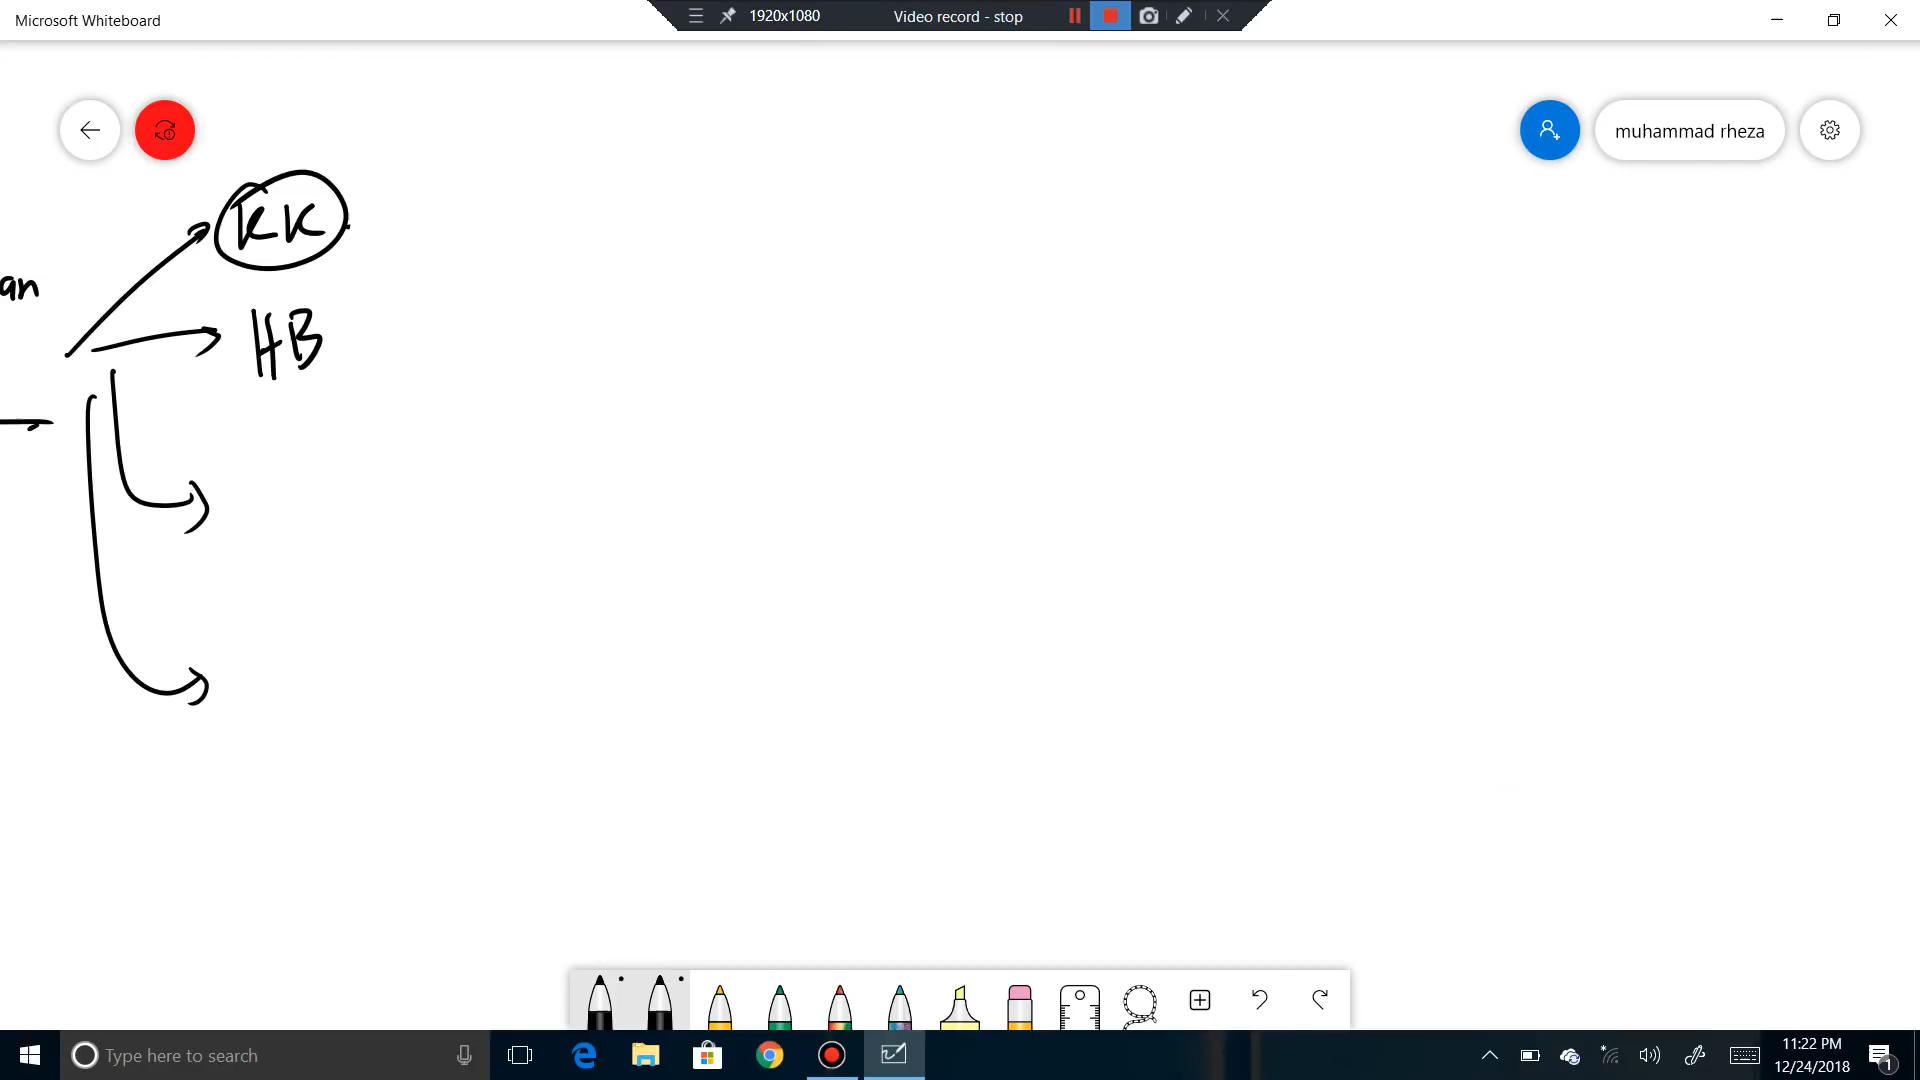 Microsoft Whiteboard
1920x1080
Video record - stop
muhammad rheza
KK
an
HB
Type here to search
11:22 PM
12/24/2018
1